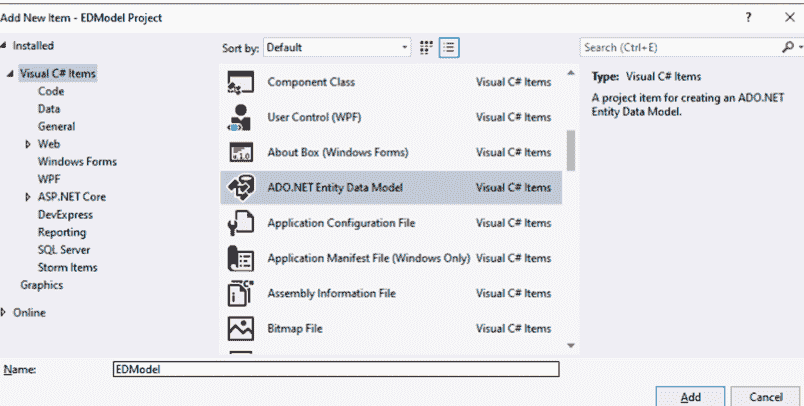 Add New Item - EDModel Project ? ✕
Installed
Sort by: Default
Search (Ctrl+E)
Visual C# Items
Code
Data
General
Web
Windows Forms
WPF
ASP.NET Core
DevExpress
Reporting
SQL Server
Storm Items
Graphics
Online
Component Class Visual C# Items
User Control (WPF) Visual C# Items
v.1.0
About Box (Windows Forms) Visual C# Items
ADO.NET Entity Data Model Visual C# Items
Application Configuration File Visual C# Items
Application Manifest File (Windows Only) Visual C# Items
C#
Assembly Information File Visual C# Items
Bitmap File Visual C# Items
Type: Visual C# Items
A project item for creating an ADO.NET
Entity Data Model.
Name: EDModel
Add Cancel